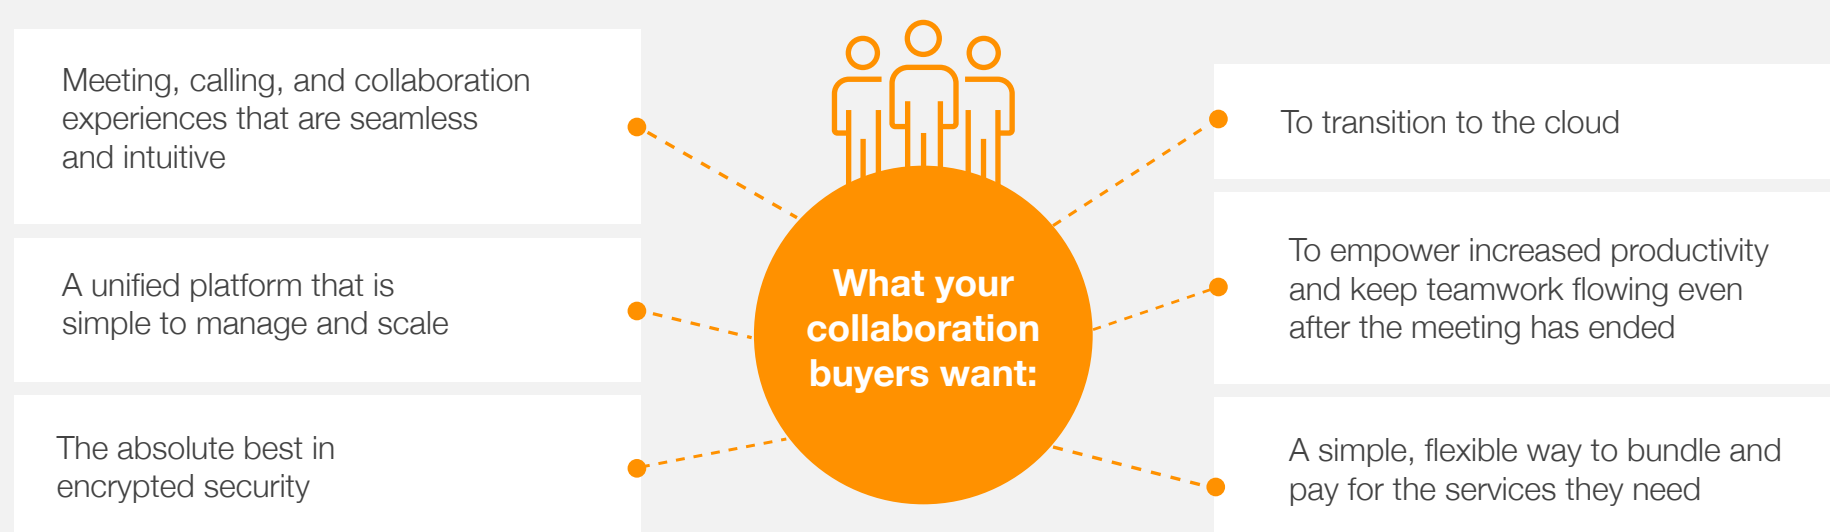 Meeting, calling, and collaboration
experiences that are seamless
and intuitive
A unified platform that is
simple to manage and scale
The absolute best in
encrypted security
What your
collaboration
buyers want:
To transition to the cloud
To empower increased productivity
and keep teamwork flowing even
after the meeting has ended
A simple, flexible way to bundle and
pay for the services they need